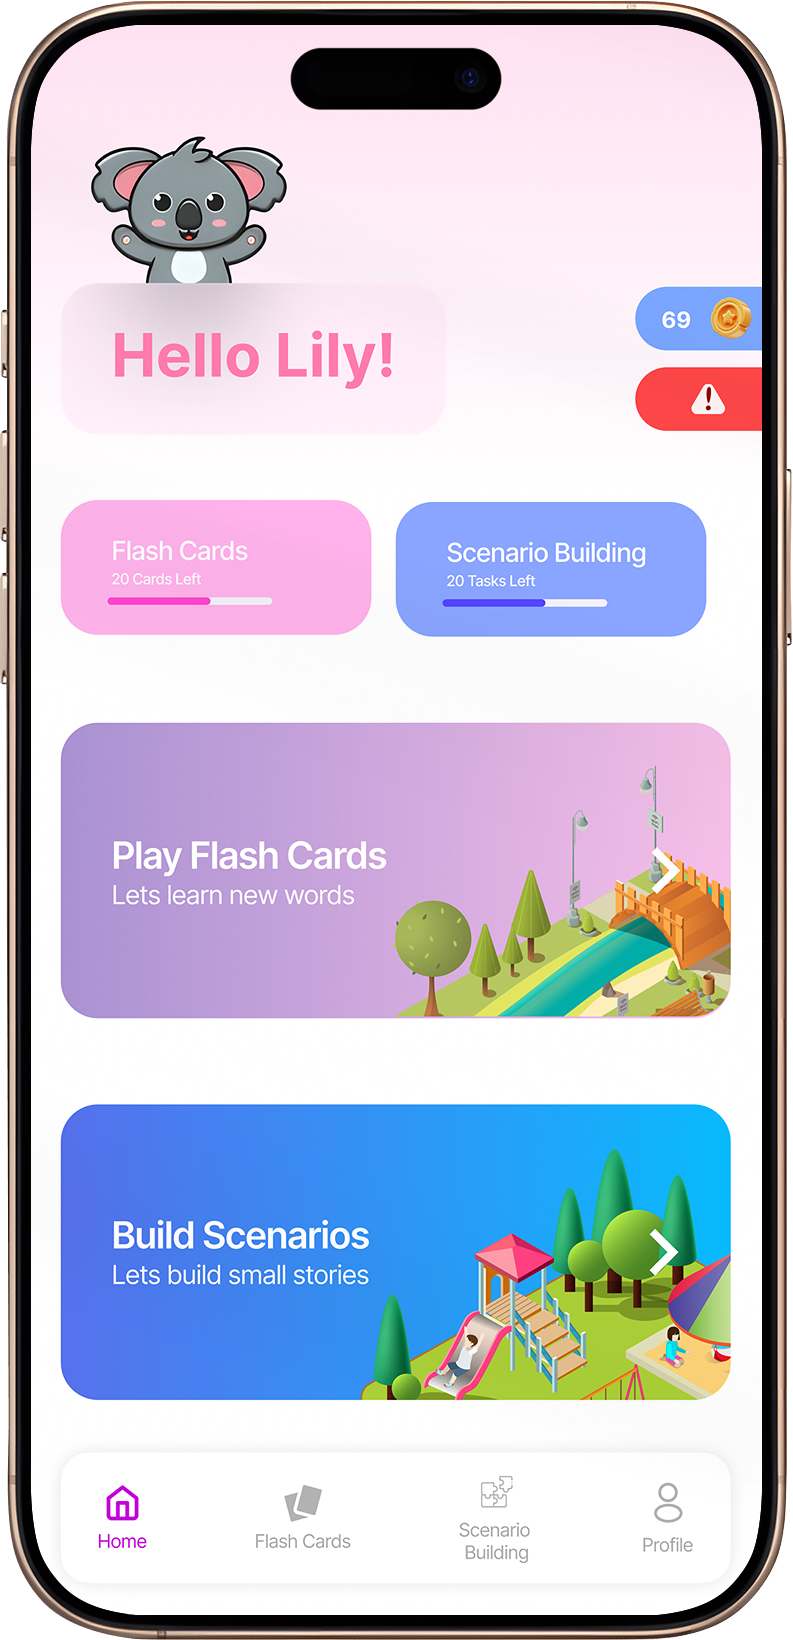 Hello Lily!
69
Flash Cards
20 Cards Left
Scenario Building
20 Tasks Left
Play Flash Cards
Lets learn new words
Build Scenarios
Lets build small stories
Home
Flash Cards
Scenario
Building
Profile